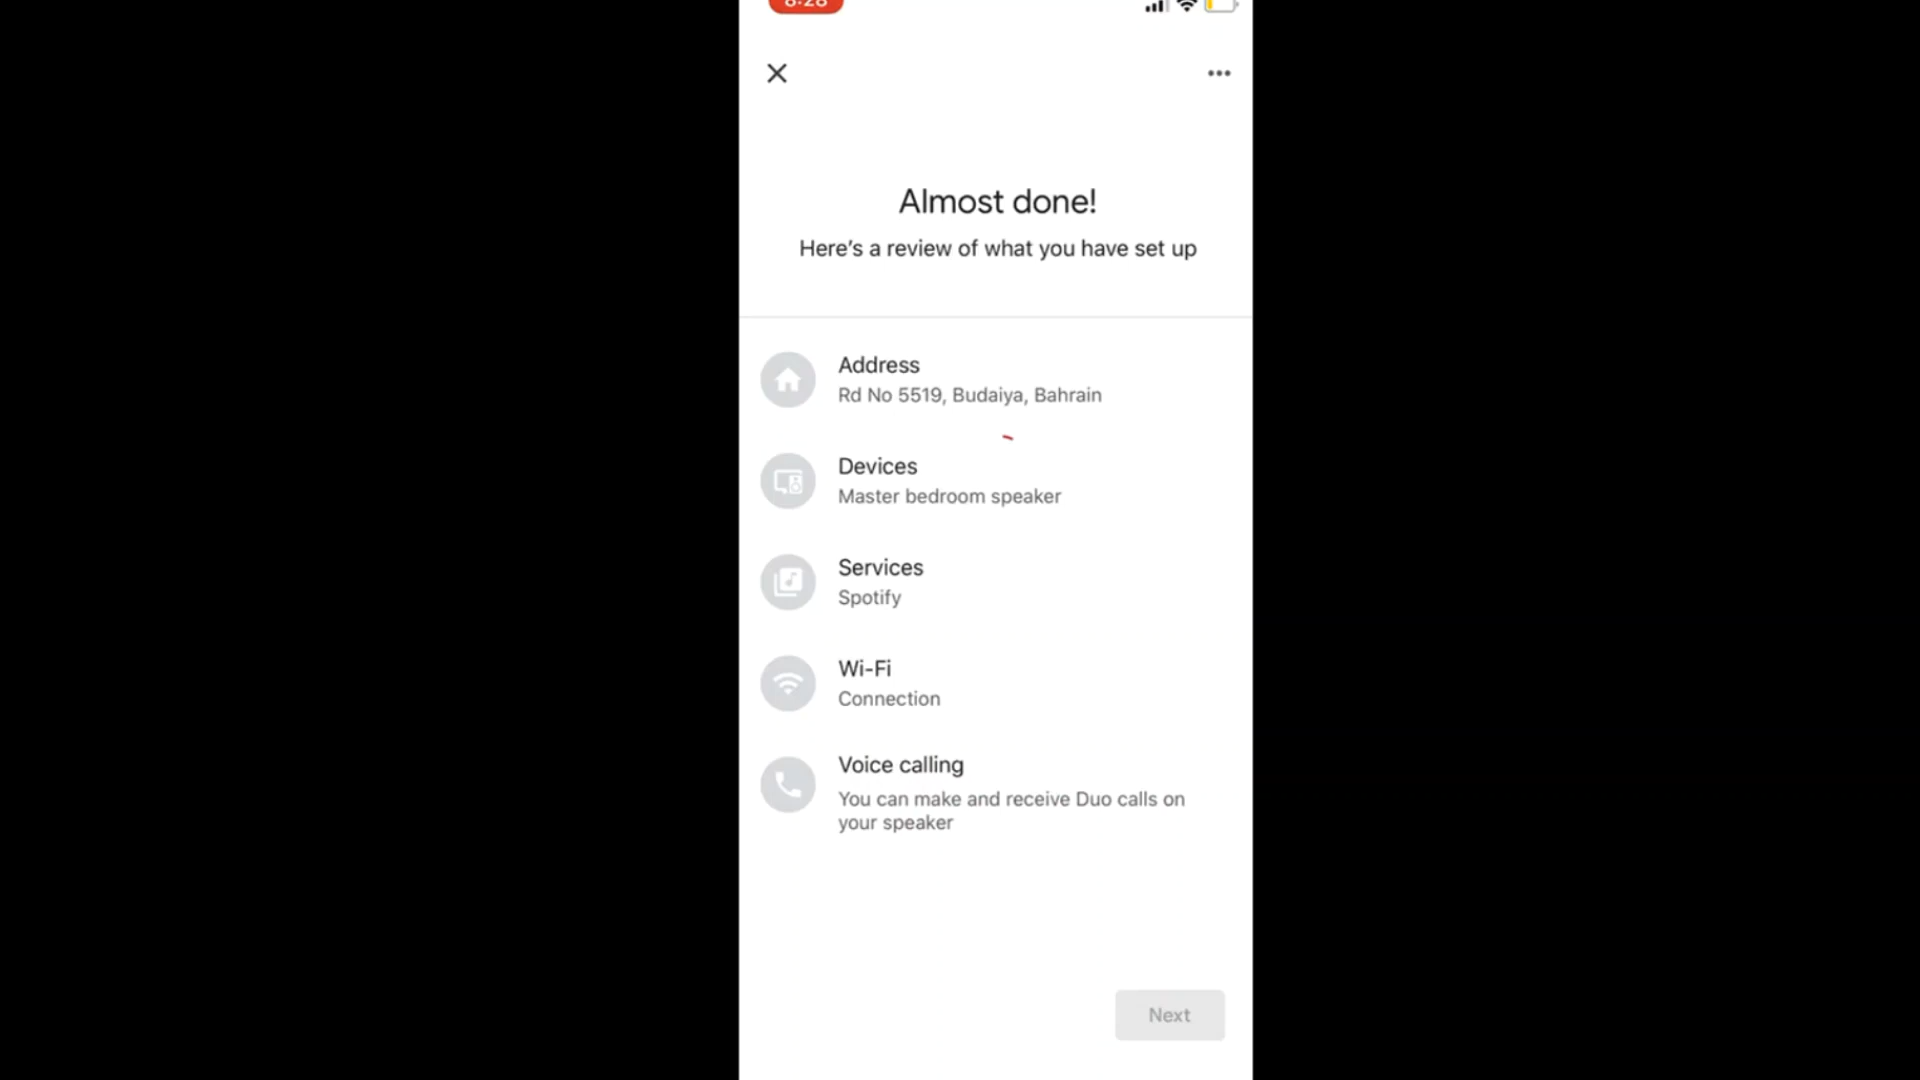 8:28
Almost done!
Here's a review of what you have set up
Address
Rd No 5519, Budaiya, Bahrain
Devices
Master bedroom speaker
Services
Spotify
Wi-Fi
Connection
Voice calling
You can make and receive Duo calls on
your speaker
Next